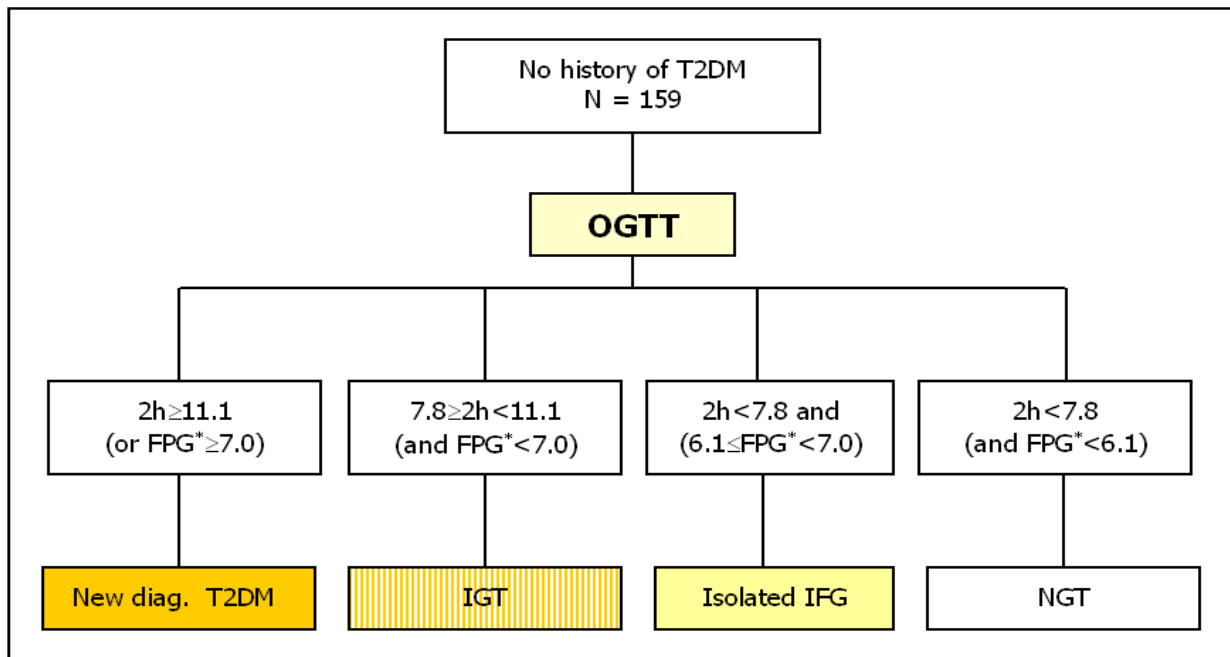 No history of T2DM
N = 159
OGTT
2h≥11.1
(or FPG*≥7.0)
7.8≥2h<11.1
(and FPG*<7.0)
2h<7.8 and
(6.1≤FPG*<7.0)
2h<7.8
(and FPG*<6.1)
New diag. T2DM
IGT
Isolated IFG
NGT